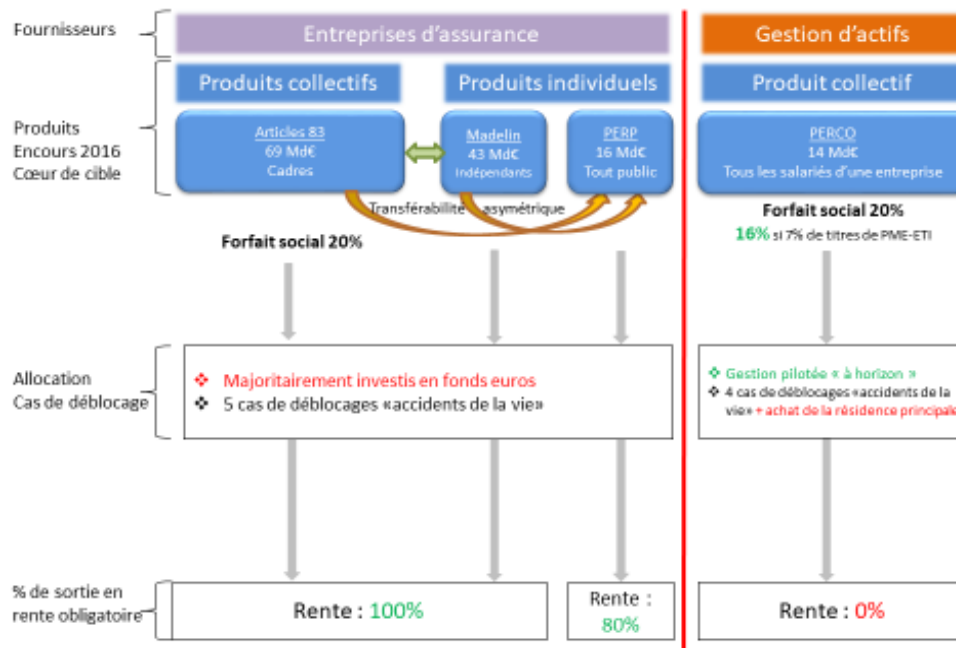 Fournisseurs
Entreprises d'assurance
Gestion d'actifs
Produits collectifs
Produits individuels
Produit collectif
Produits
Encours 2016
Cœur de cible
Articles 83
69 Md€
Cadres
Madelin
43 Md€
Indépendants
PERP
16 Md€
Tout public
PERCO
14 Md€
Tous les salariés d'une entreprise
Transférabilité asymétrique
Forfait social 20%
Forfait social 20%
16% si 7% de titres de PME-ETI
Allocation
Cas de déblocage
❖ Majoritairement investis en fonds euros
❖ 5 cas de déblocages «accidents de la vie»
❖ Gestion pilotée « à horizon »
❖ 4 cas de déblocages «accidents de la
vie» + achat de la résidence principale
% de sortie en
rente obligatoire
Rente : 100%
Rente :
80%
Rente : 0%